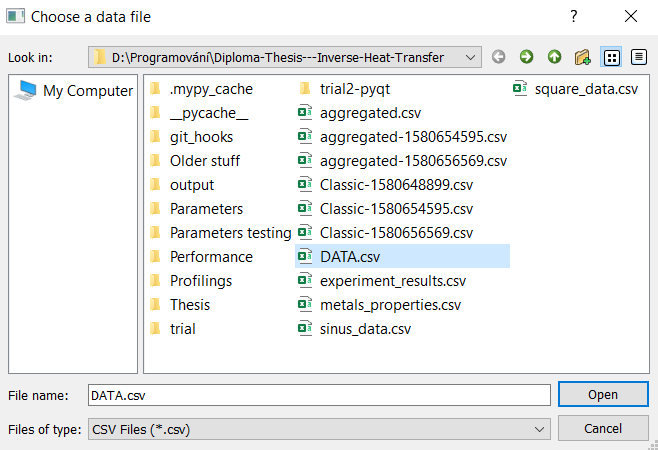 Choose a data file
?
Look in:
D:\Programování\Diploma-Thesis---Inverse-Heat-Transfer
My Computer
.mypy_cache
__pycache__
git_hooks
Older stuff
output
Parameters
Parameters testing
Performance
Profilings
Thesis
trial
trial2-pyqt
aggregated.csv
aggregated-1580654595.csv
aggregated-1580656569.csv
Classic-1580648899.csv
Classic-1580654595.csv
Classic-1580656569.csv
DATA.csv
experiment_results.csv
metals_properties.csv
sinus_data.csv
square_data.csv
File name:
DATA.csv
Open
Files of type:
CSV Files (*.csv)
Cancel